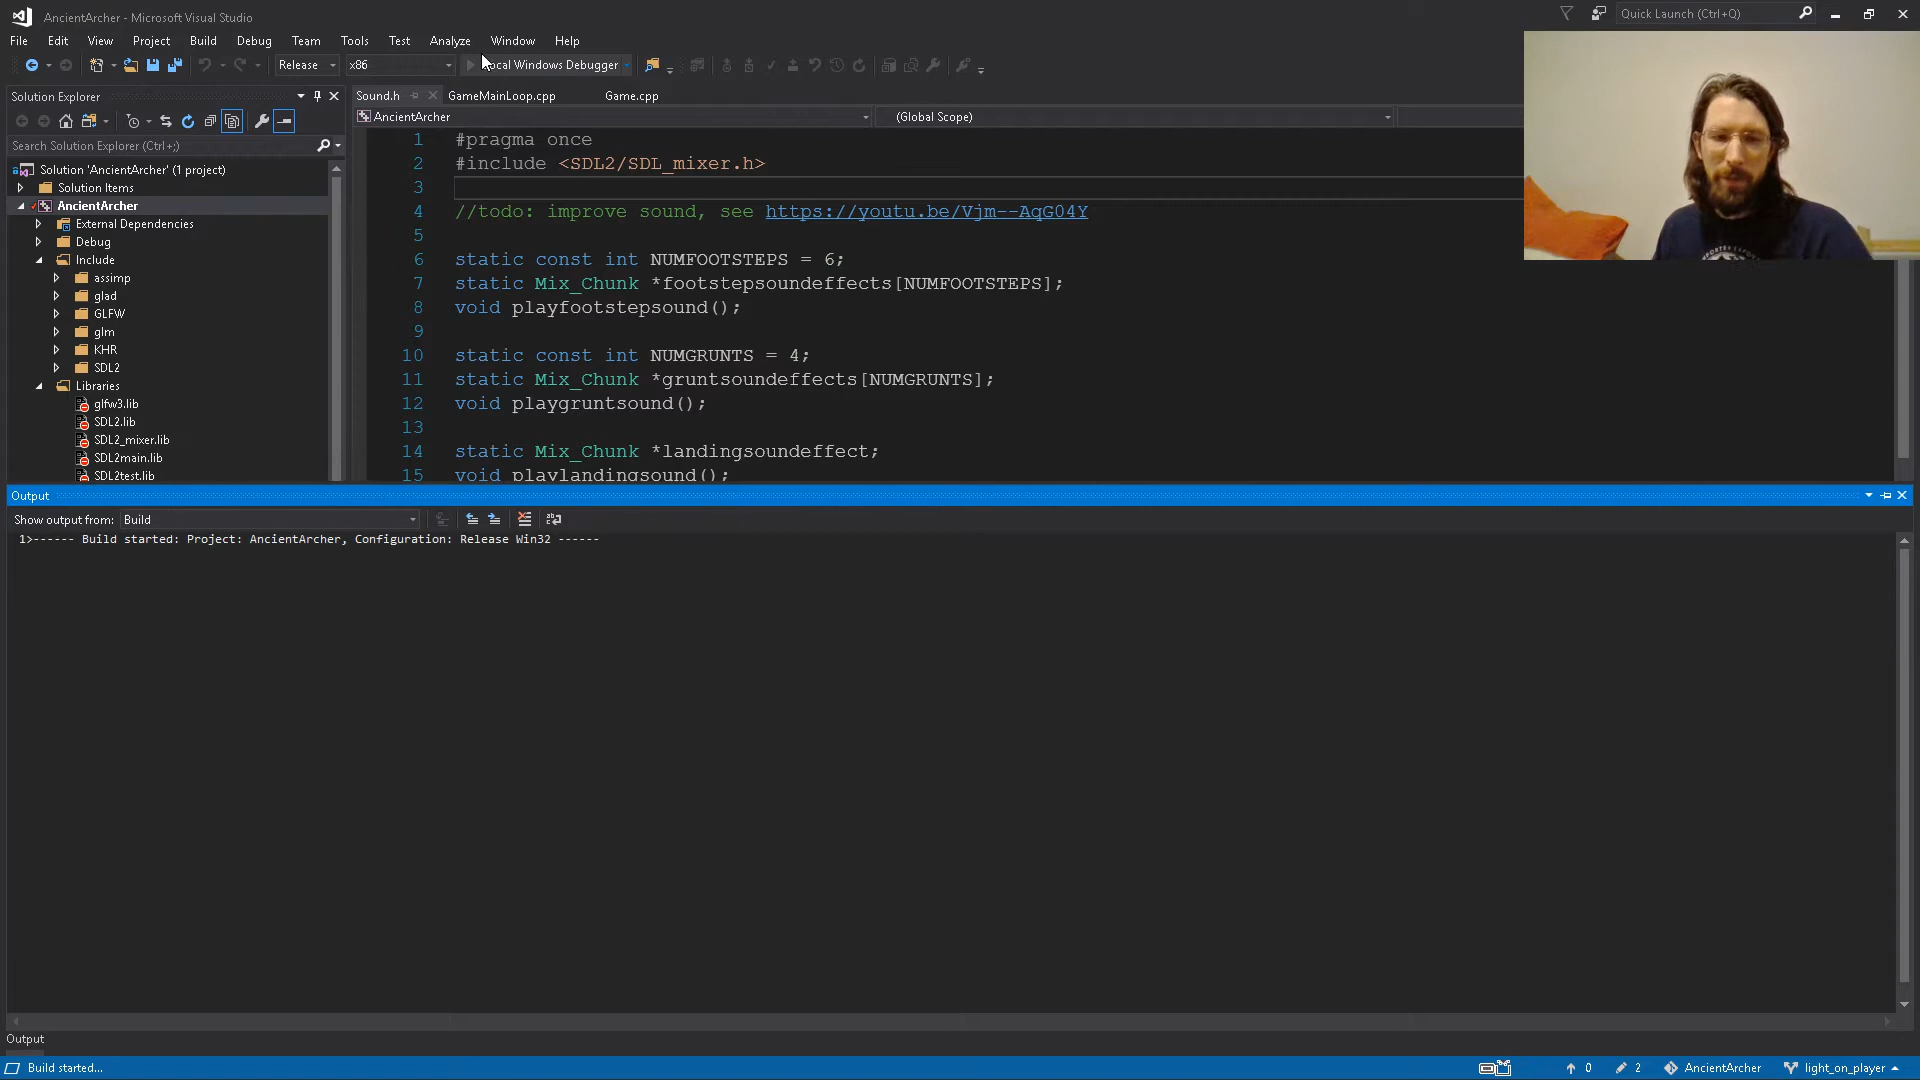 AncientArcher - Microsoft Visual Studio
Quick Launch (Ctrl+Q)
File Edit View Project Build Debug Team Tools Test Analyze Window Help
Release x86 Local Windows Debugger
Solution Explorer
Search Solution Explorer (Ctrl+;)
Solution 'AncientArcher' (1 project)
Solution Items
AncientArcher
External Dependencies
Debug
Include
assimp
glad
GLFW
glm
KHR
SDL2
Libraries
glfw3.lib
SDL2.lib
SDL2_mixer.lib
SDL2main.lib
SDL2test.lib
Sound.h GameMainLoop.cpp Game.cpp
AncientArcher (Global Scope)
1 #pragma once
2 #include <SDL2/SDL_mixer.h>
3
4 //todo: improve sound, see https://youtu.be/Vjm--AqG04Y
5
6 static const int NUMFOOTSTEPS = 6;
7 static Mix_Chunk *footstepsoundeffects[NUMFOOTSTEPS];
8 void playfootstepsound();
9
10 static const int NUMGRUNTS = 4;
11 static Mix_Chunk *gruntsoundeffects[NUMGRUNTS];
12 void playgruntsound();
13
14 static Mix_Chunk *landingsoundeffect;
15 void playlandingsound();
Output
Show output from: Build
1>------ Build started: Project: AncientArcher, Configuration: Release Win32 ------
Output
Build started... 0 2 AncientArcher light_on_player